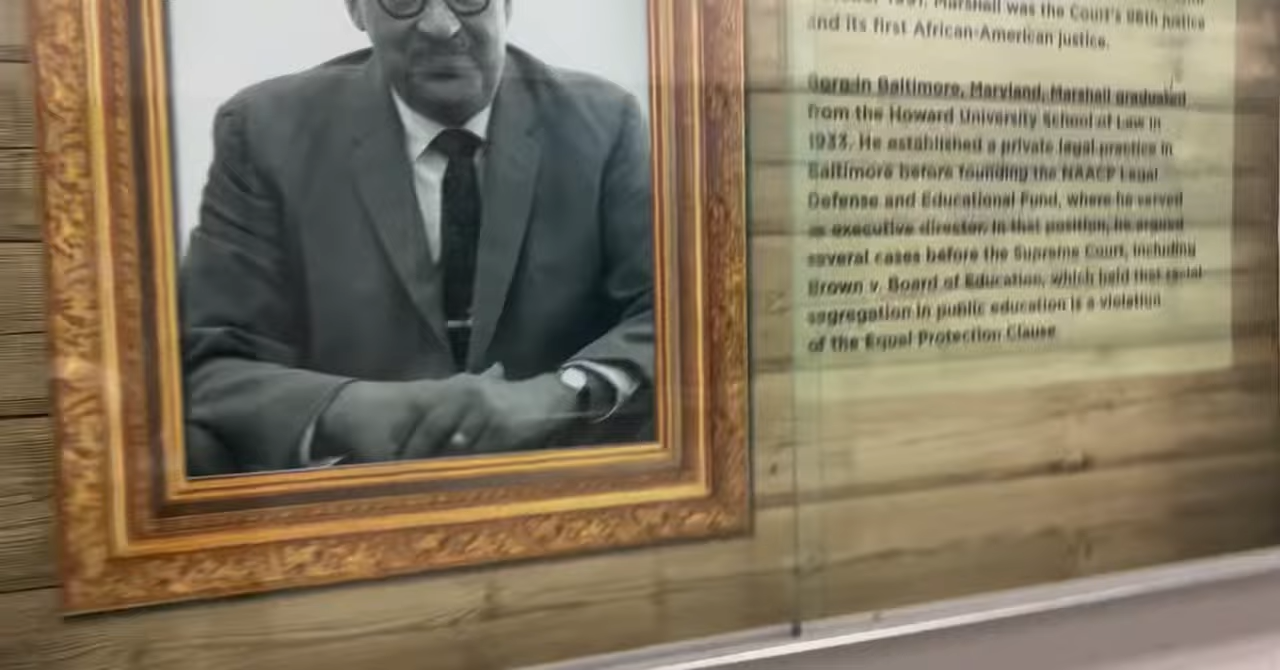 1991. Marshall was the Court's 96th justice
and its first African-American justice.
Born in Baltimore, Maryland, Marshall graduated
from the Howard University School of Law in
1933. He established a private legal practice in
Baltimore before founding the NAACP Legal
Defense and Educational Fund, where he served
as executive director. In that position, he argued
several cases before the Supreme Court, including
Brown v. Board of Education, which held that racial
segregation in public education is a violation
of the Equal Protection Clause